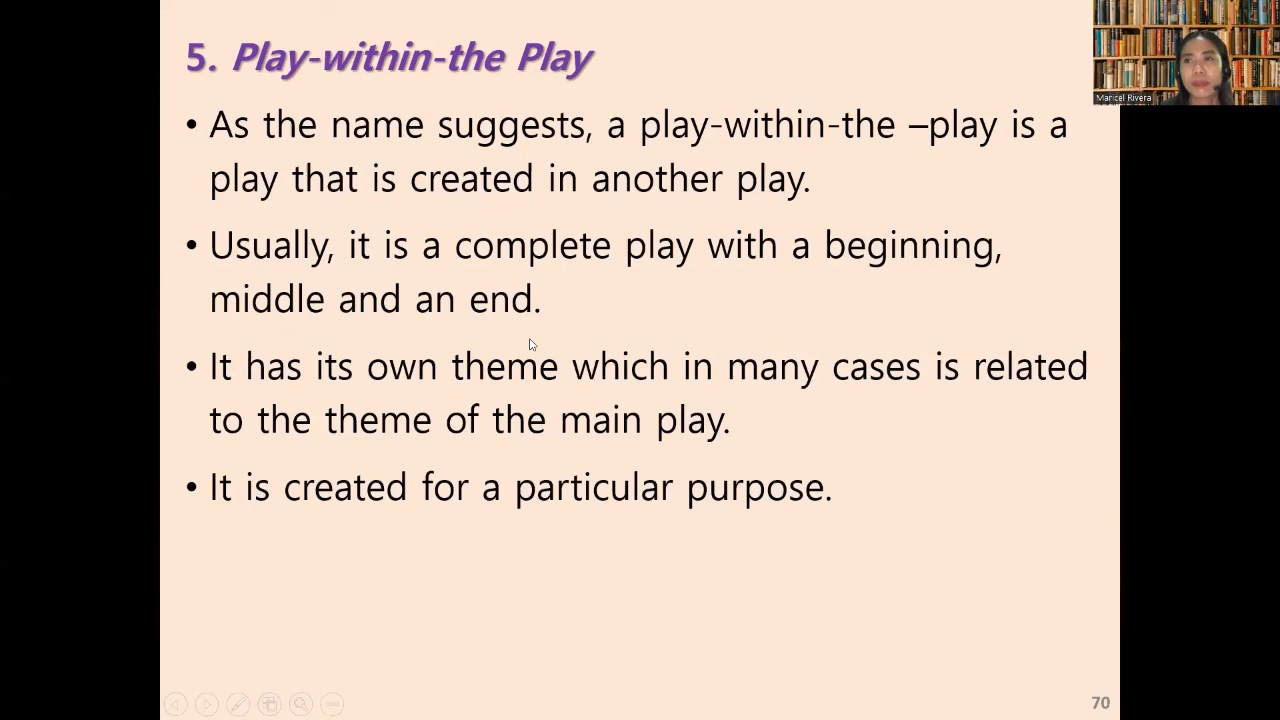 5. Play-within-the Play
• As the name suggests, a play-within-the –play is a
play that is created in another play.
• Usually, it is a complete play with a beginning,
middle and an end.
• It has its own theme which in many cases is related
to the theme of the main play.
• It is created for a particular purpose.
Maricel Rivera
70